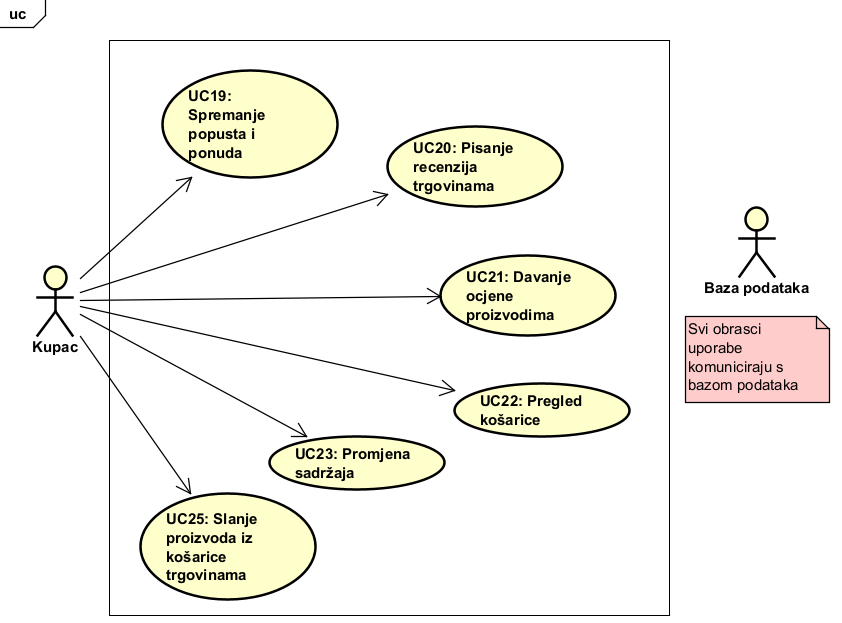 uc
UC19:
Spremanje
popusta i
ponuda
UC20: Pisanje
recenzija
trgovinama
UC21: Davanje
ocjene
proizvodima
UC22: Pregled
košarice
UC23: Promjena
sadržaja
UC25: Slanje
proizvoda iz
košarice
trgovinama
Kupac
Baza podataka
Svi obrasci
uporabe
komuniciraju s
bazom podataka